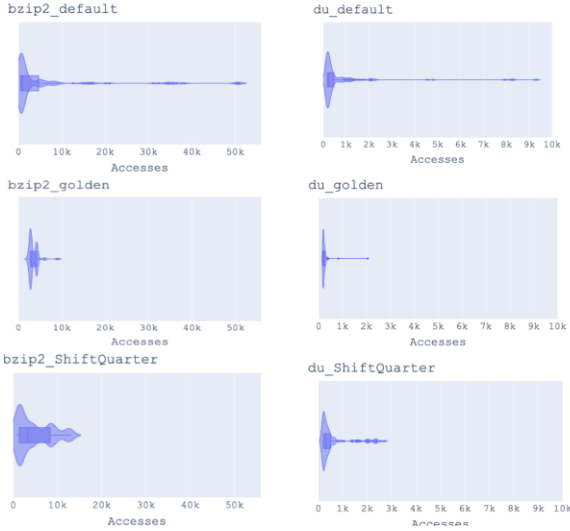 bzip2_default
0 10k 20k 30k 40k 50k
Accesses
du_default
0 1k 2k 3k 4k 5k 6k 7k 8k 9k 10k
Accesses
bzip2_golden
0 10k 20k 30k 40k 50k
Accesses
du_golden
0 1k 2k 3k 4k 5k 6k 7k 8k 9k 10k
Accesses
bzip2_ShiftQuarter
0 10k 20k 30k 40k 50k
Accesses
du_ShiftQuarter
0 1k 2k 3k 4k 5k 6k 7k 8k 9k 10k
Accesses